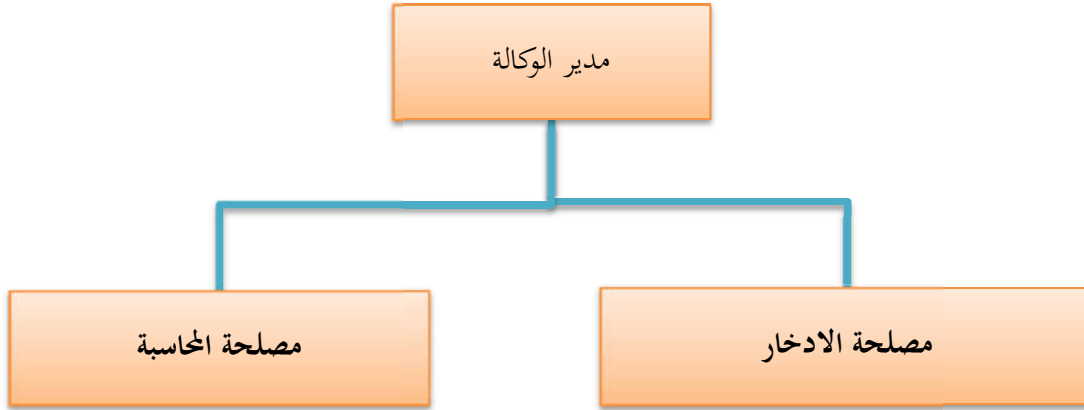 مدير الوكالة
مصلحة الادخار
مصلحة المحاسبة